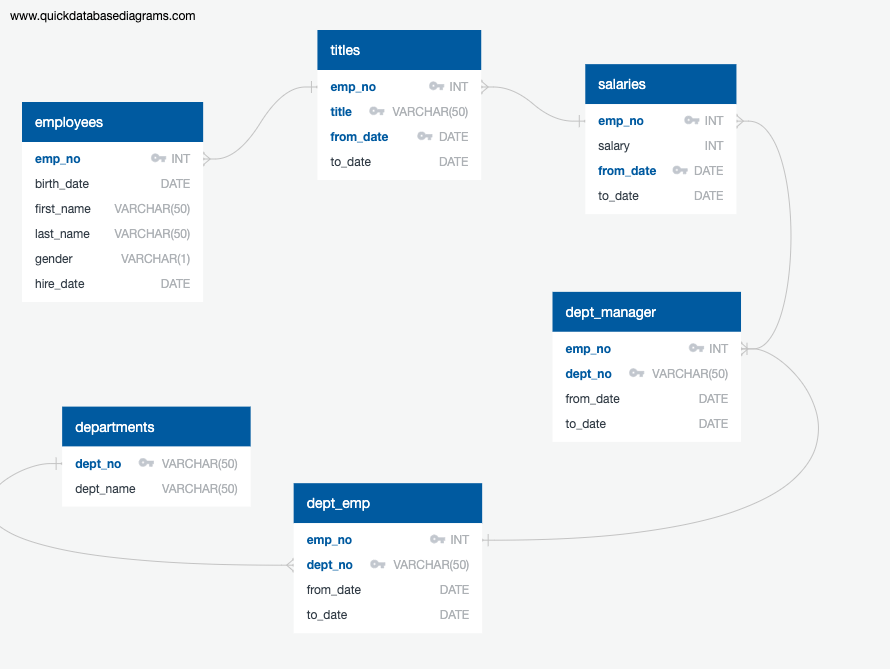 www.quickdatabasediagrams.com
titles
emp_no INT
title VARCHAR(50)
from_date DATE
to_date DATE
salaries
emp_no INT
salary INT
from_date DATE
to_date DATE
employees
emp_no INT
birth_date DATE
first_name VARCHAR(50)
last_name VARCHAR(50)
gender VARCHAR(1)
hire_date DATE
dept_manager
emp_no INT
dept_no VARCHAR(50)
from_date DATE
to_date DATE
departments
dept_no VARCHAR(50)
dept_name VARCHAR(50)
dept_emp
emp_no INT
dept_no VARCHAR(50)
from_date DATE
to_date DATE